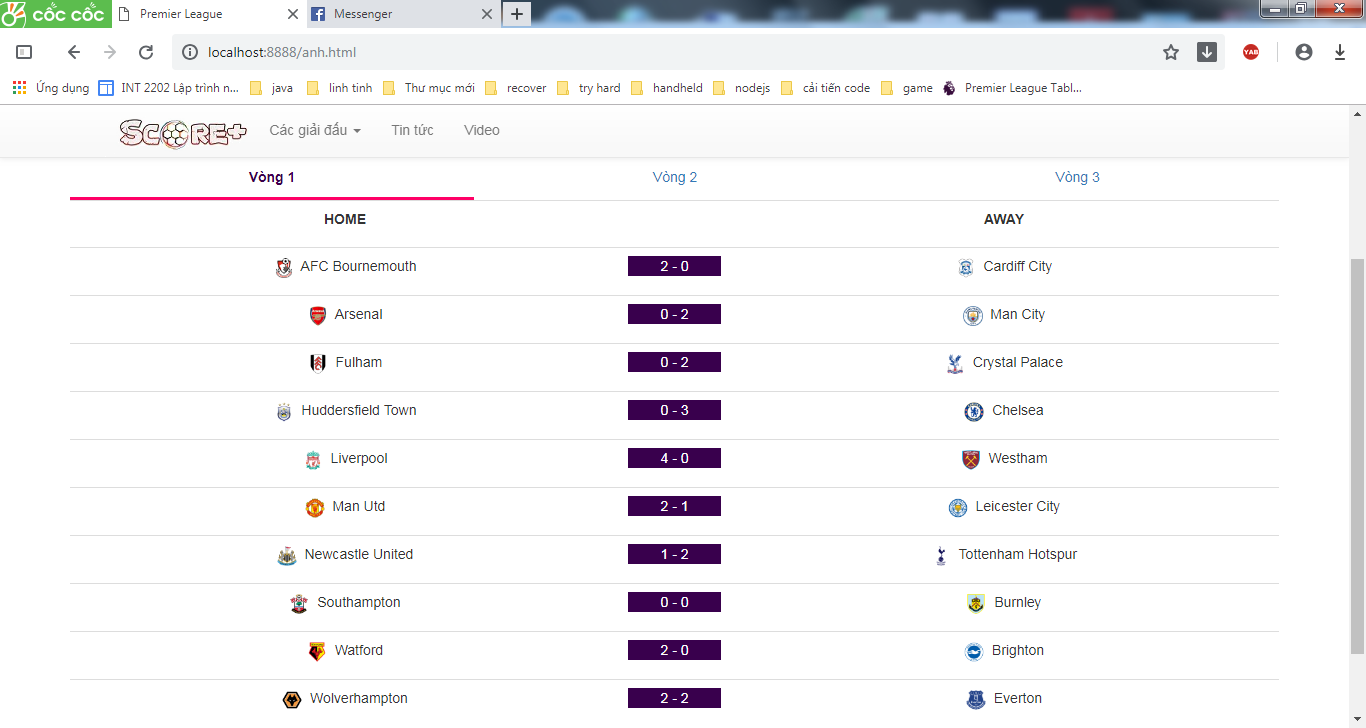 cốc cốc Premier League Messenger
localhost:8888/anh.html YAB
Ứng dụng INT 2202 Lập trình n... java linh tinh Thư mục mới recover try hard handheld nodejs cải tiến code game Premier League Tabl...
SCORE+ Các giải đấu Tin tức Video
Vòng 1 Vòng 2 Vòng 3
HOME AWAY
AFC Bournemouth 2 - 0 Cardiff City
Arsenal 0 - 2 Man City
Fulham 0 - 2 Crystal Palace
Huddersfield Town 0 - 3 Chelsea
Liverpool 4 - 0 Westham
Man Utd 2 - 1 Leicester City
Newcastle United 1 - 2 Tottenham Hotspur
Southampton 0 - 0 Burnley
Watford 2 - 0 Brighton
Wolverhampton 2 - 2 Everton